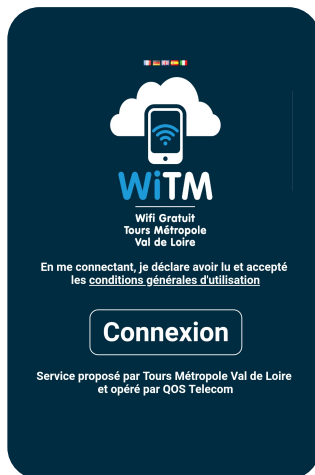 WiTM
Wifi Gratuit
Tours Métropole
Val de Loire
En me connectant, je déclare avoir lu et accepté
les conditions générales d'utilisation
Connexion
Service proposé par Tours Métropole Val de Loire
et opéré par QOS Telecom